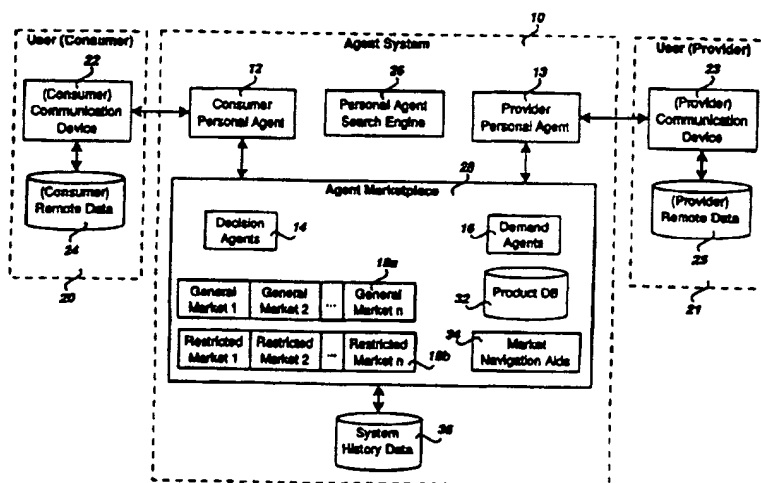 User (Consumer)
Agent System
10
User (Provider)
22
(Consumer)
Communication
Device
12
Consumer
Personal Agent
26
Personal Agent
Search Engine
13
Provider
Personal Agent
23
(Provider)
Communication
Device
(Consumer)
Remote Data
24
20
28
Agent Marketplace
Decision
Agents
14
16
Demand
Agents
(Provider)
Remote Data
25
21
18a
General
Market 1
General
Market 2
...
General
Market n
32
Product DB
Restricted
Market 1
Restricted
Market 2
...
Restricted
Market n
18b
34
Market
Navigation Aids
System
History Data